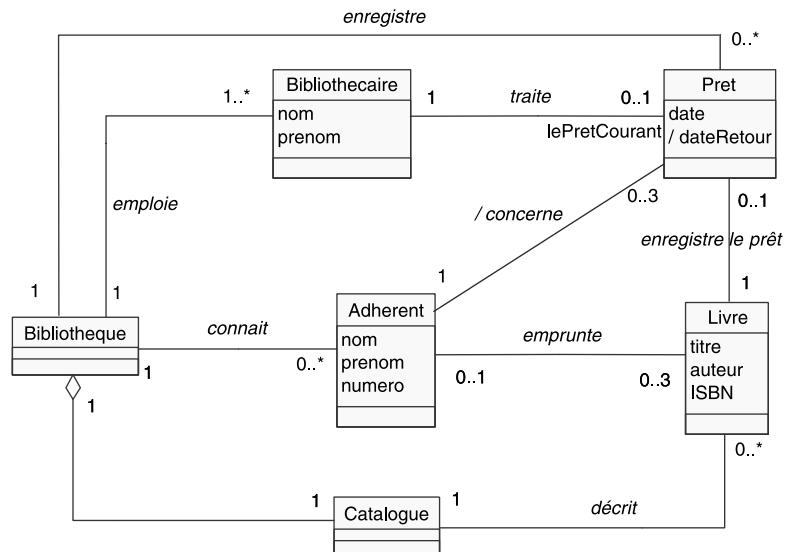 enregistre
0..*
Bibliothecaire
nom
prenom
1..*
1
traite
0..1
lePretCourant
Pret
date
/ dateRetour
emploie
/ concerne
0..3
0..1
enregistre le prêt
1
1
1
1
Bibliotheque
connait
1
0..*
Adherent
nom
prenom
numero
emprunte
0..1
0..3
Livre
titre
auteur
ISBN
1
0..*
1
Catalogue
1
décrit